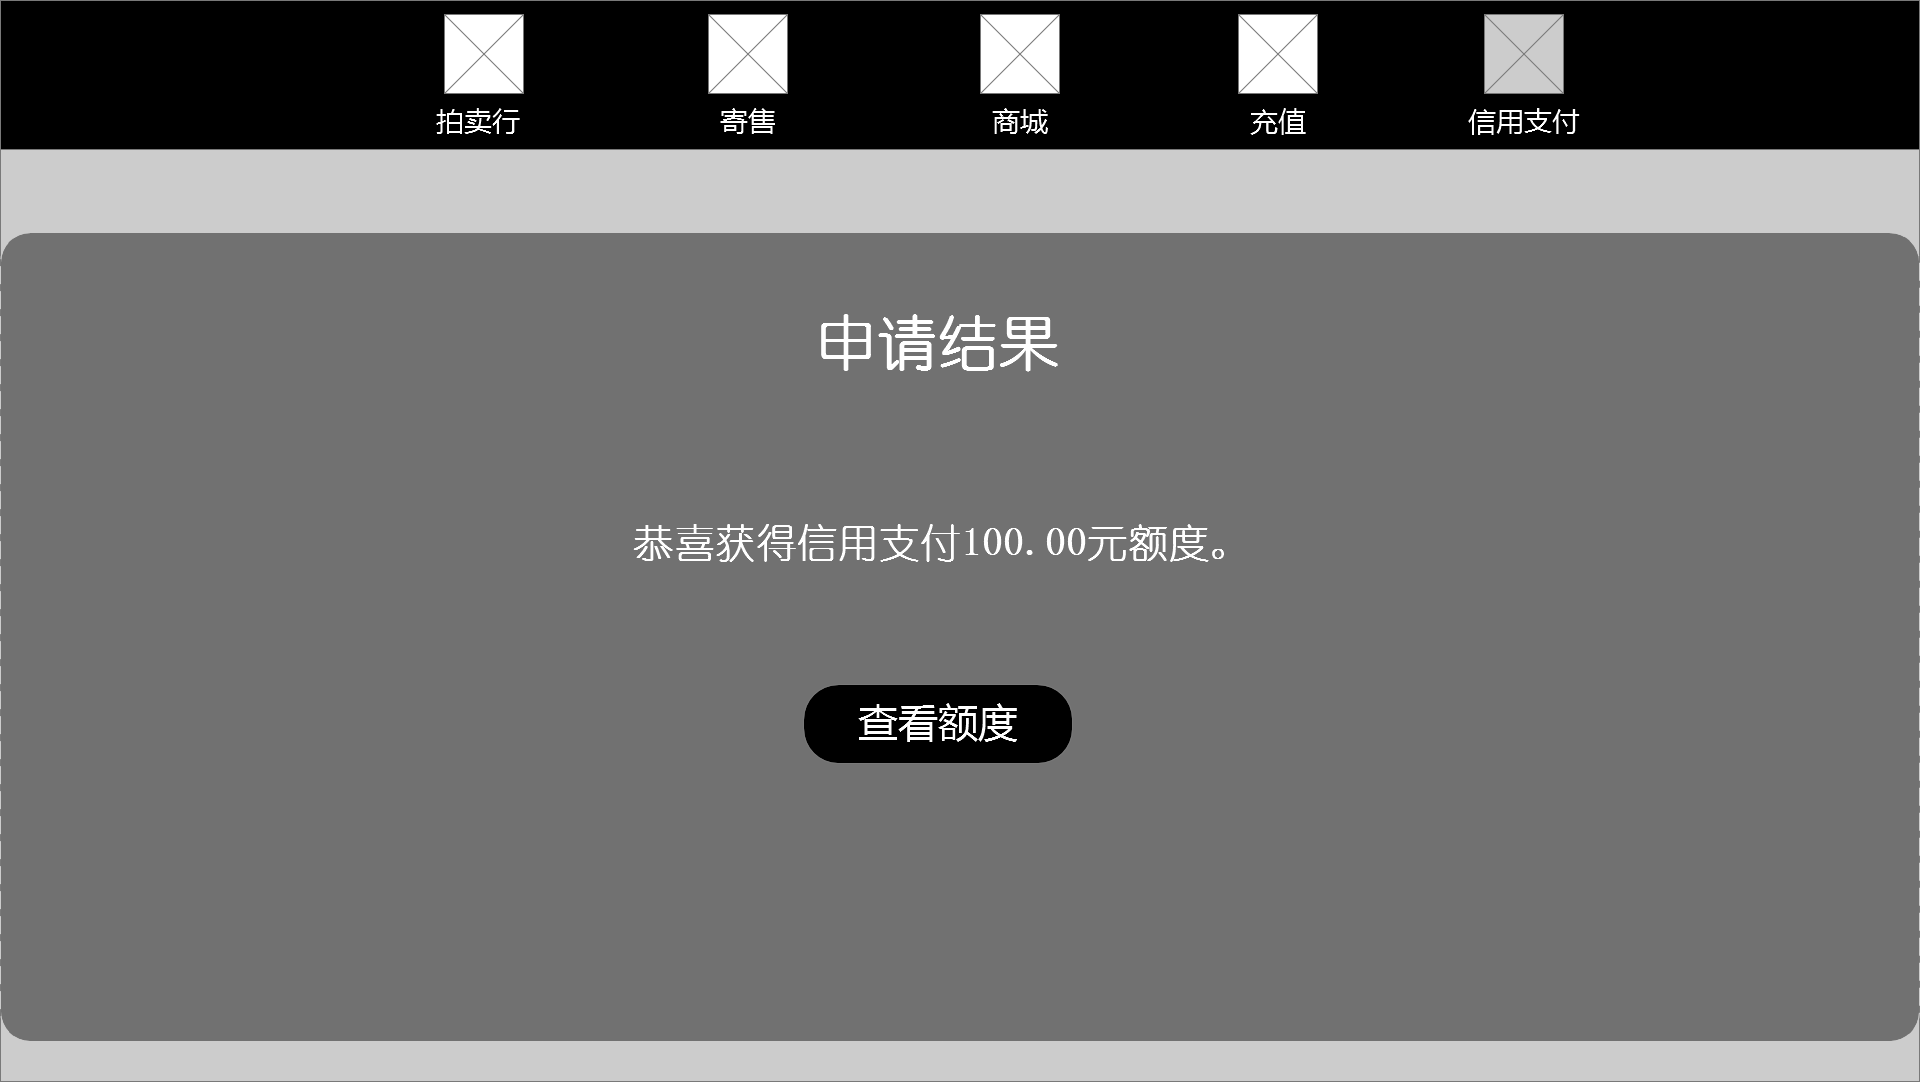 拍卖行 寄售 商城 充值 信用支付
申请结果
恭喜获得信用支付100.00元额度。
查看额度